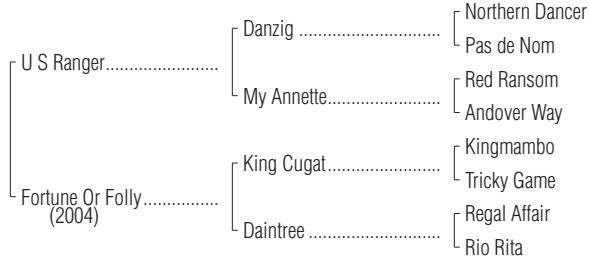 Northern Dancer
Danzig ..............................
Pas de Nom
U S Ranger........................
Red Ransom
My Annette........................
Andover Way
Kingmambo
King Cugat........................
Tricky Game
Fortune Or Folly................
(2004)
Regal Affair
Daintree ............................
Rio Rita